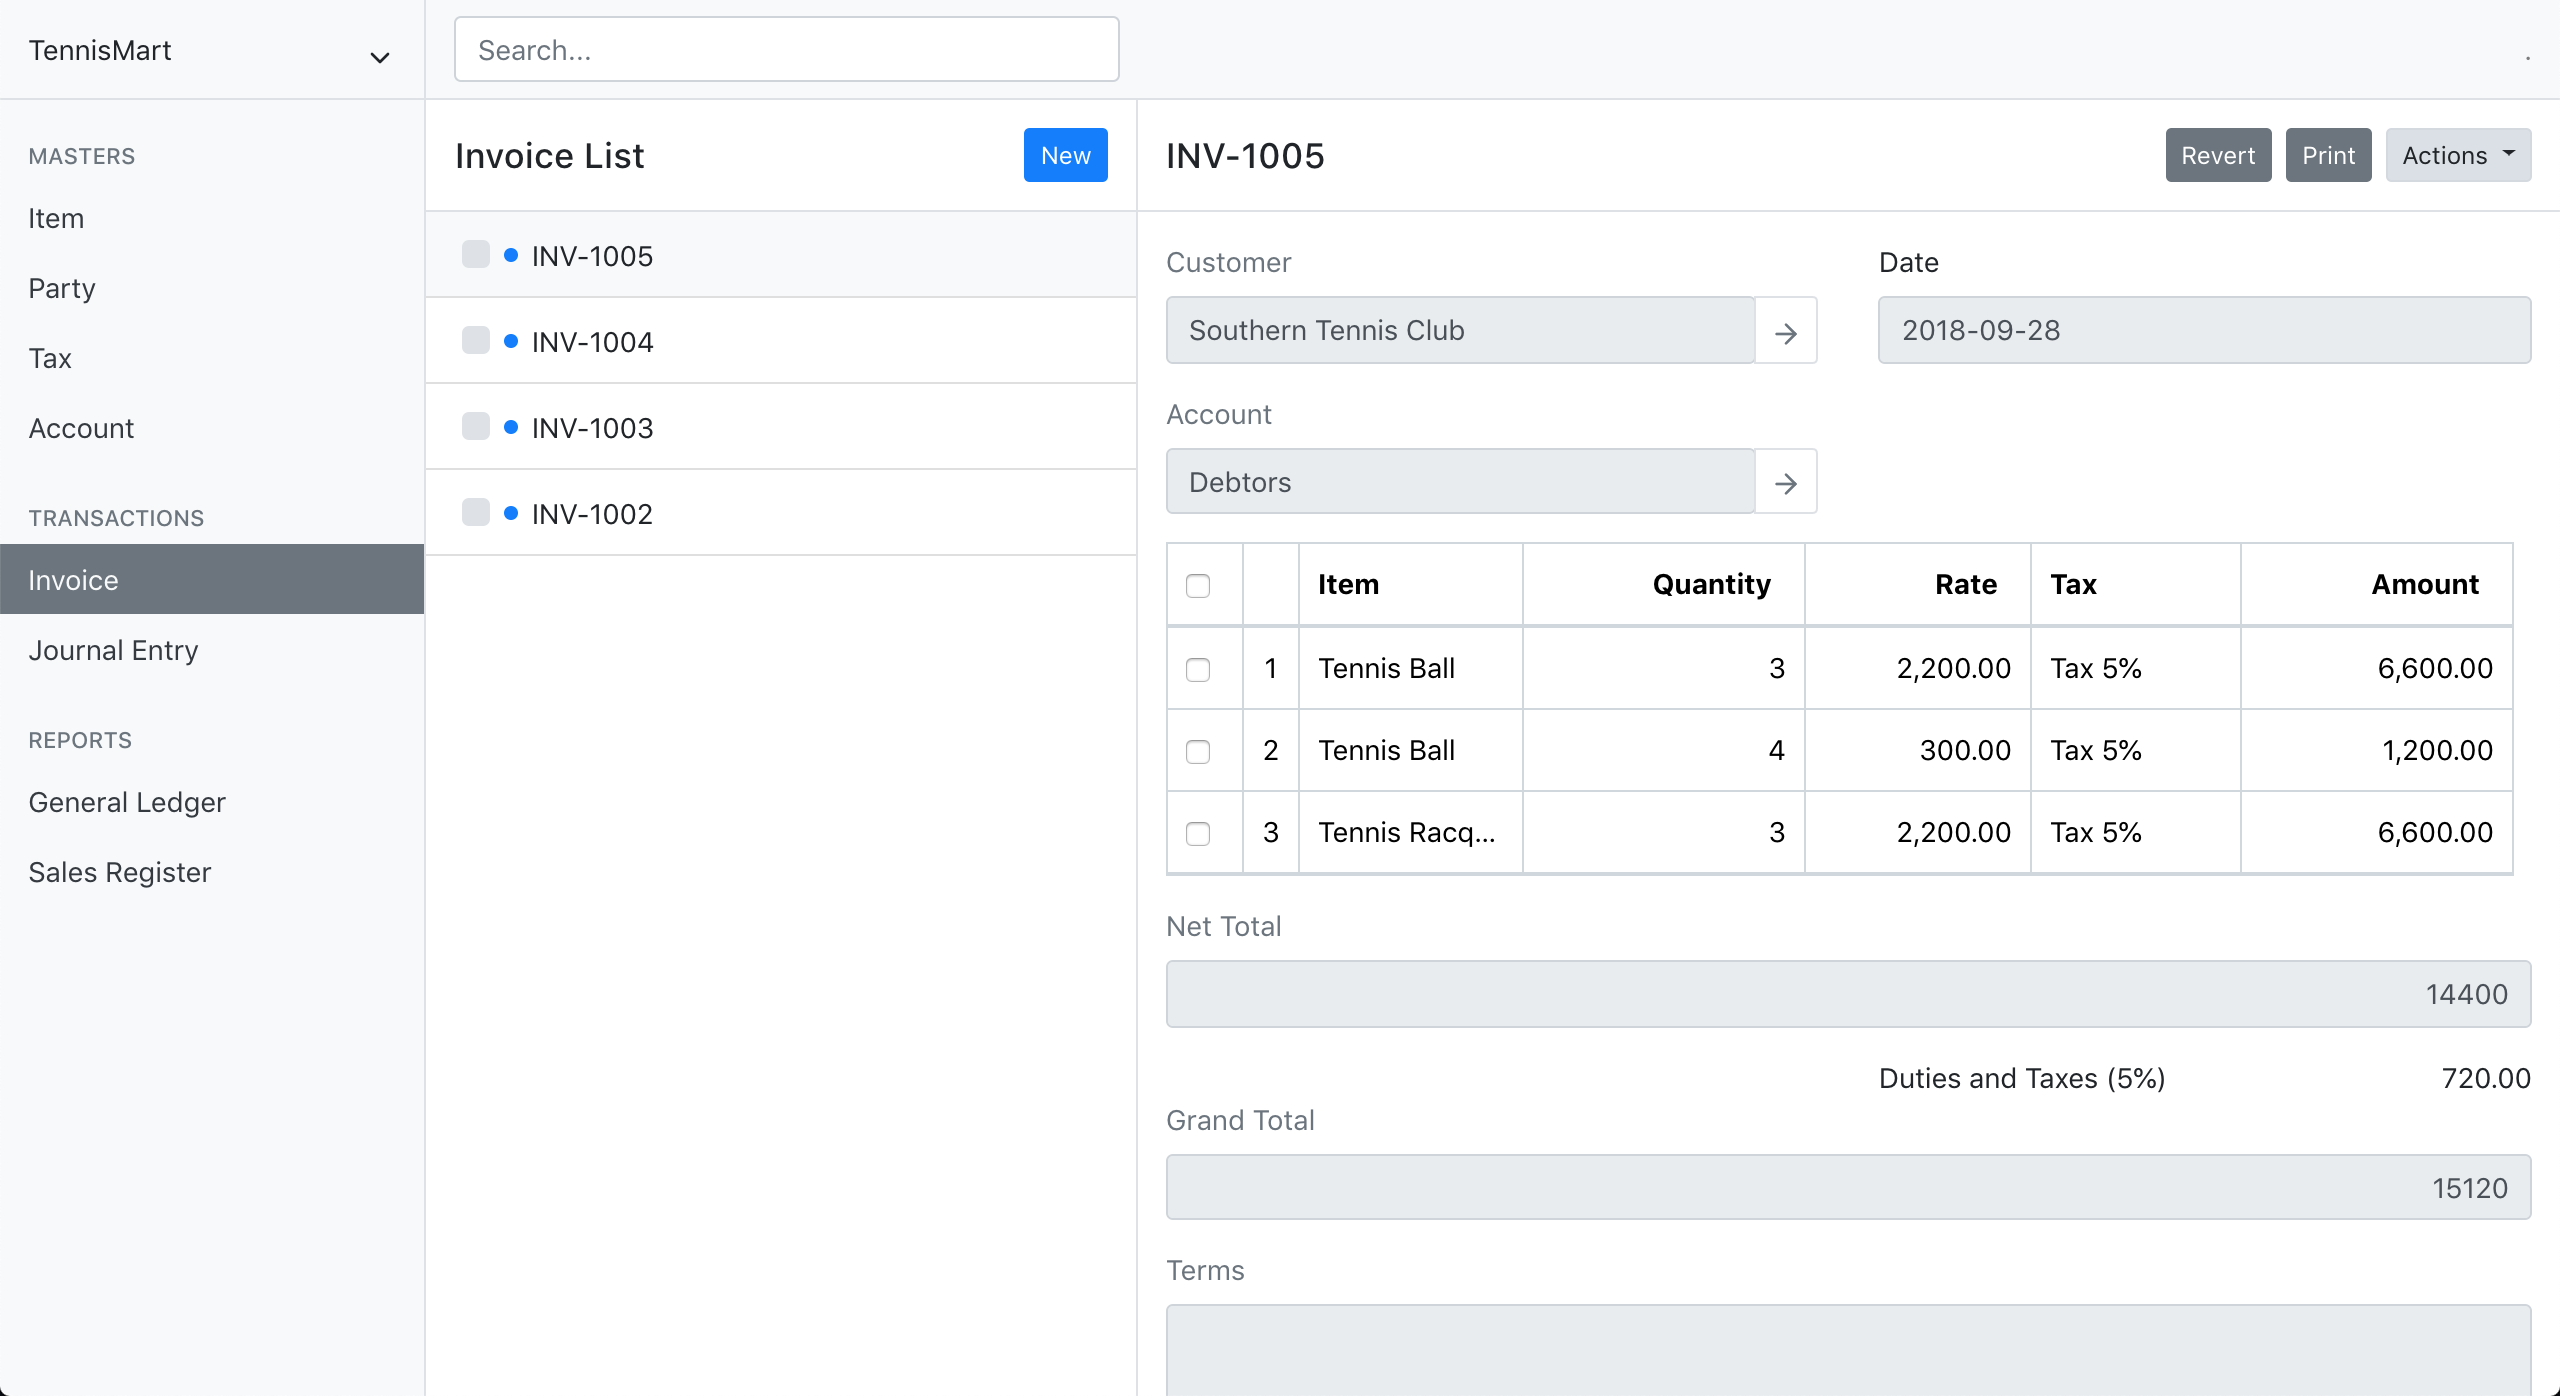 TennisMart
Search...
MASTERS
Item
Party
Tax
Account
TRANSACTIONS
Invoice
Journal Entry
REPORTS
General Ledger
Sales Register
Invoice List
New
INV-1005
INV-1004
INV-1003
INV-1002
INV-1005
Revert
Print
Actions
Customer
Date
Southern Tennis Club
2018-09-28
Account
Debtors
Item Quantity Rate Tax Amount
1 Tennis Ball 3 2,200.00 Tax 5% 6,600.00
2 Tennis Ball 4 300.00 Tax 5% 1,200.00
3 Tennis Racq... 3 2,200.00 Tax 5% 6,600.00
Net Total
14400
Duties and Taxes (5%) 720.00
Grand Total
15120
Terms